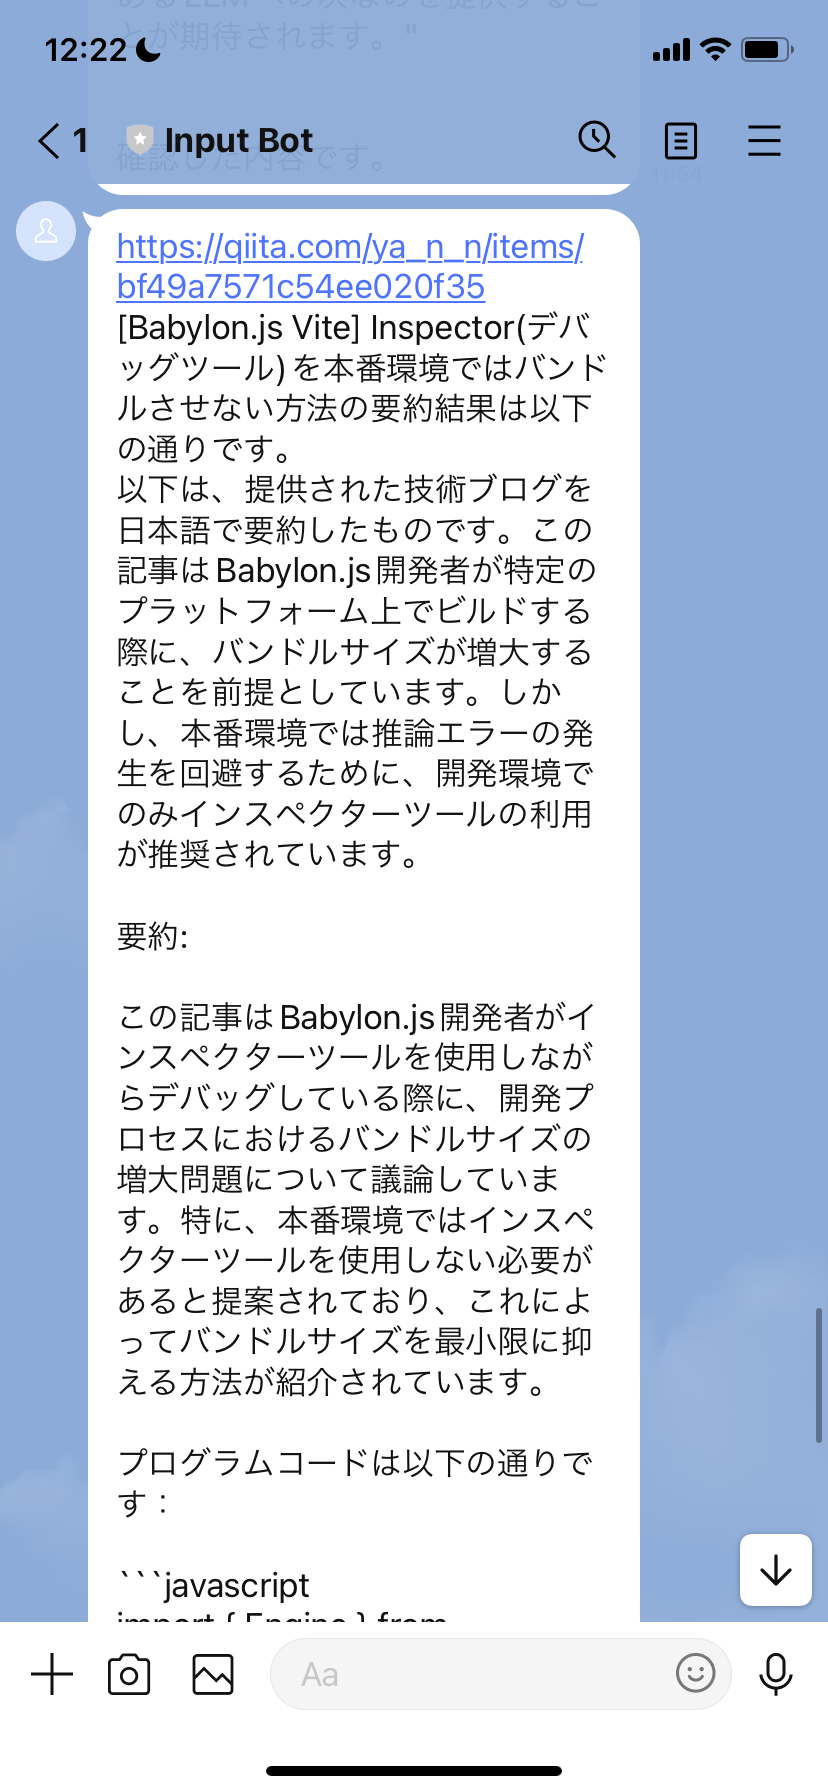 とが期待されます。"
12:22
1 Input Bot
確認した内容です。
11:54
https://qiita.com/ya_n_n/items/
bf49a7571c54ee020f35
[Babylon.js Vite] Inspector(デバ
ッグツール)を本番環境ではバンド
ルさせない方法の要約結果は以下
の通りです。
以下は、提供された技術ブログを
日本語で要約したものです。この
記事はBabylon.js開発者が特定の
プラットフォーム上でビルドする
際に、バンドルサイズが増大する
ことを前提としています。しか
し、本番環境では推論エラーの発
生を回避するために、開発環境で
のみインスペクターツールの利用
が推奨されています。
要約:
この記事はBabylon.js開発者がイ
ンスペクターツールを使用しなが
らデバッグしている際に、開発プ
ロセスにおけるバンドルサイズの
増大問題について議論していま
す。特に、本番環境ではインスペ
クターツールを使用しない必要が
あると提案されており、これによ
ってバンドルサイズを最小限に抑
える方法が紹介されています。
プログラムコードは以下の通りで
す：
```javascript
import { Engine } from
Aa